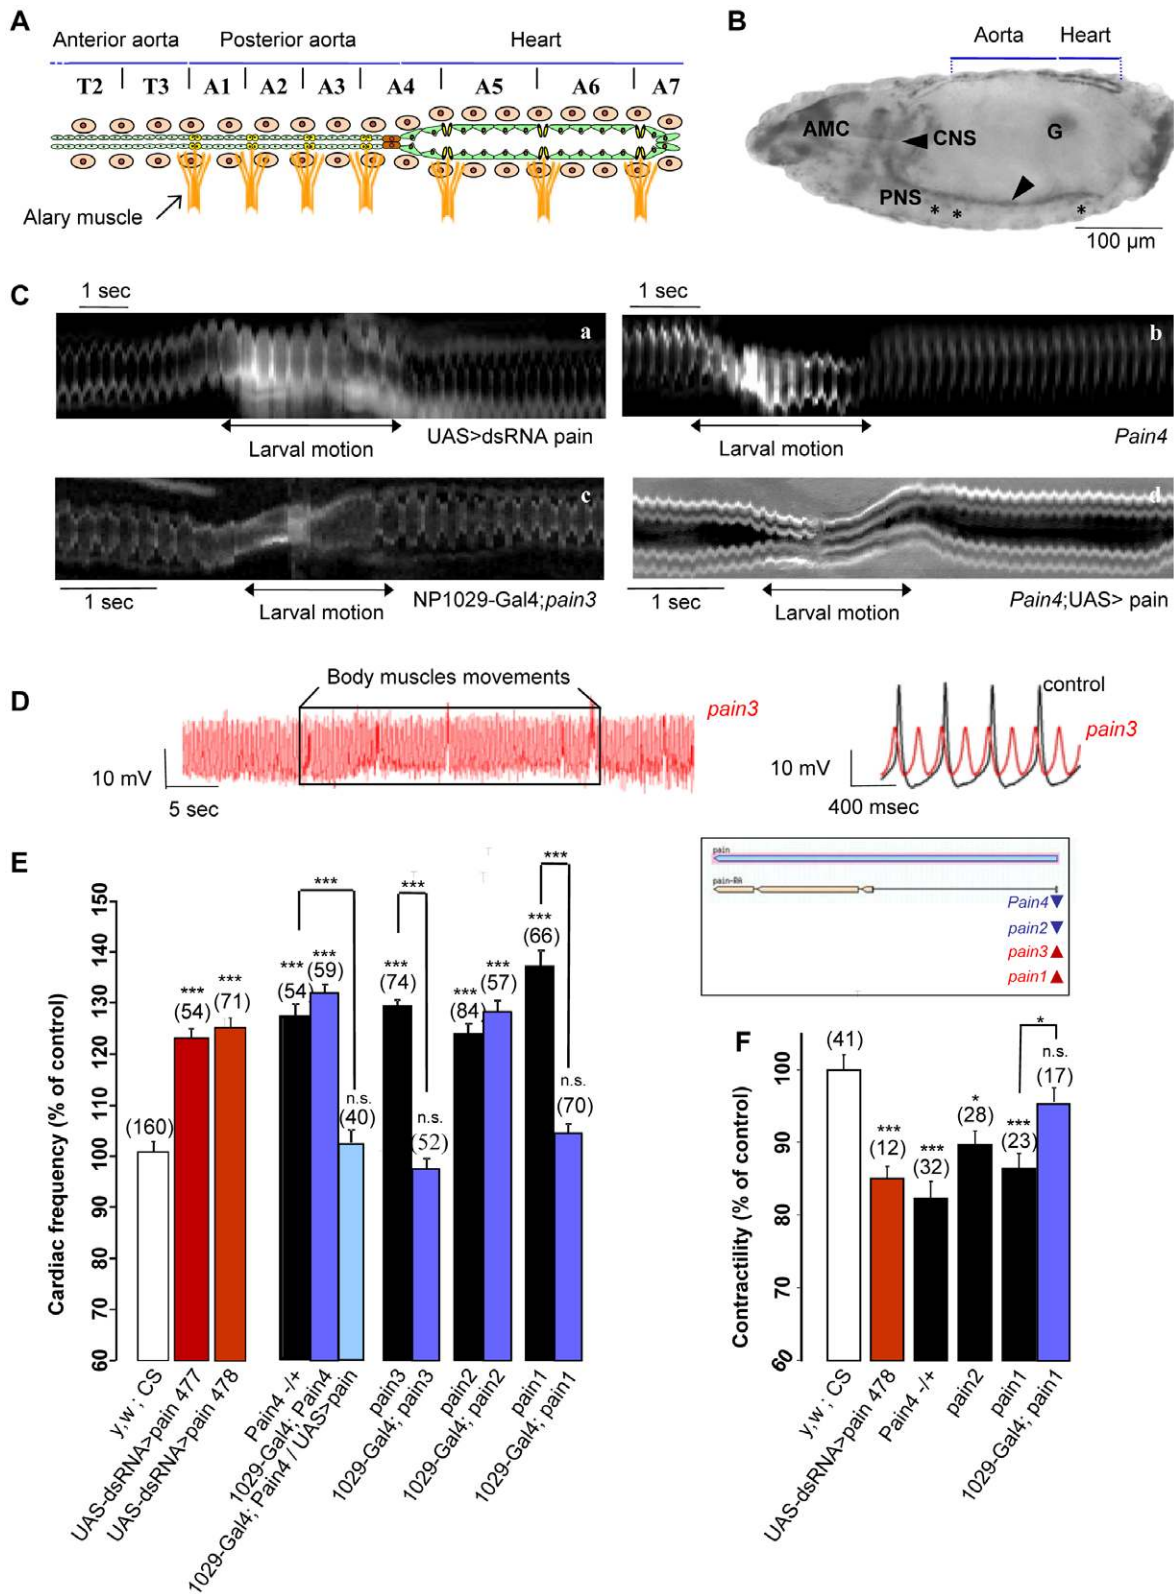 A
Anterior aorta Posterior aorta Heart
T2 T3 A1 A2 A3 A4 A5 A6 A7
Alary muscle
B
Aorta Heart
AMC CNS G
PNS * * *
100 µm
C
1 sec
a
Larval motion
UAS>dsRNA pain
1 sec
b
Larval motion
Pain4
c
1 sec
Larval motion
NP1029-Gal4;pain3
d
1 sec
Larval motion
Pain4;UAS> pain
D
Body muscles movements
pain3
10 mV
5 sec
control
pain3
10 mV
400 msec
pain
pain-RA
Pain4
pain2
pain3
pain1
E
Cardiac frequency (% of control)
150
140
130
120
110
100
90
80
70
60
(160)
***
(54)
***
(71)
***
***
(54)
***
(59)
n.s.
(40)
***
***
(74)
n.s.
(52)
***
(84)
***
(57)
***
***
(66)
n.s.
(70)
y,w ; CS
UAS-dsRNA>pain 477
UAS-dsRNA>pain 478
Pain4 -/+
1029-Gal4; Pain4
1029-Gal4; Pain4 / UAS>pain
pain3
1029-Gal4; pain3
pain2
1029-Gal4; pain2
pain1
1029-Gal4; pain1
F
Contractility (% of control)
100
90
80
70
60
(41)
***
(12)
***
(32)
*
(28)
***
(23)
*
n.s.
(17)
y,w ; CS
UAS-dsRNA>pain 478
Pain4 -/+
pain2
pain1
1029-Gal4; pain1